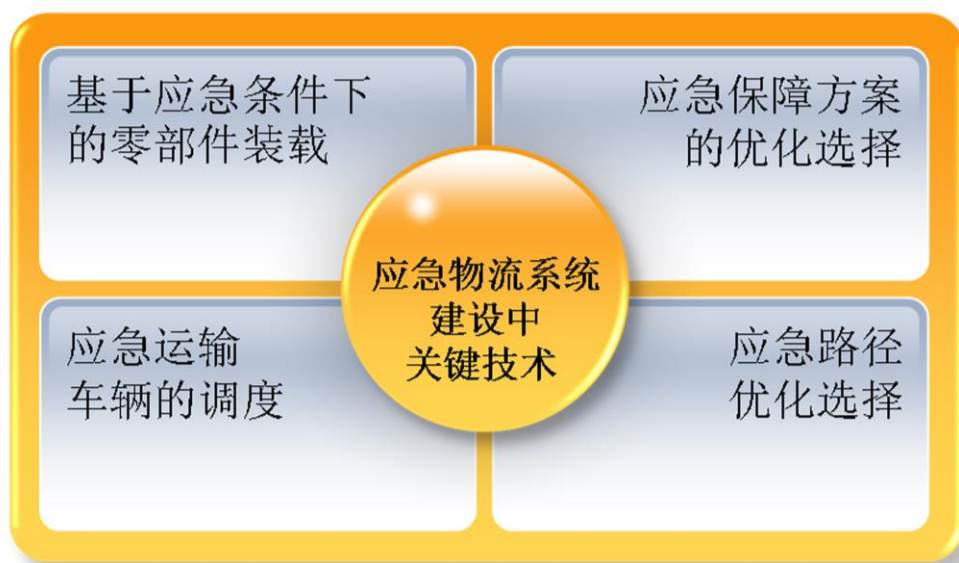 基于应急条件下
的零部件装载
应急保障方案
的优化选择
应急物流系统
建设中
关键技术
应急运输
车辆的调度
应急路径
优化选择